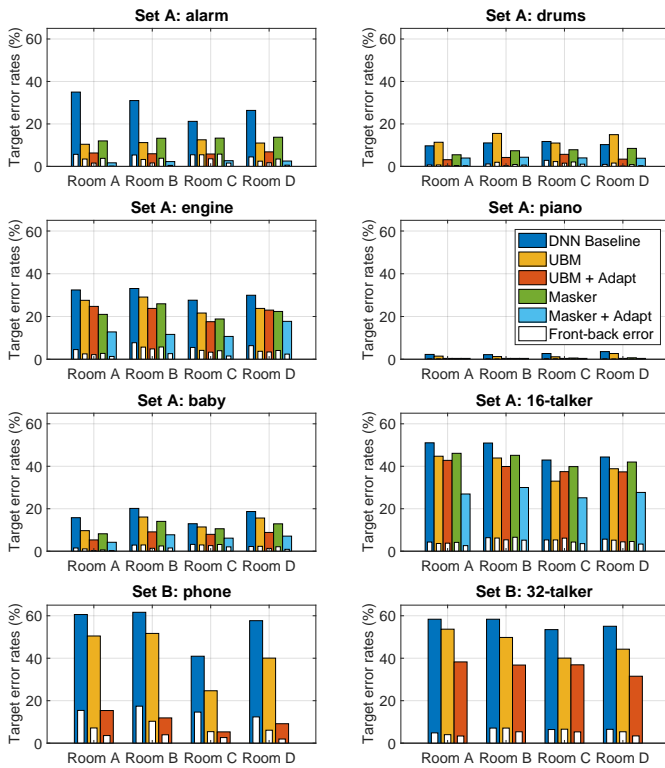 Set A: alarm
Target error rates (%)
60
40
20
0
Room A Room B Room C Room D
Set A: drums
Target error rates (%)
60
40
20
0
Room A Room B Room C Room D
Set A: engine
Target error rates (%)
60
40
20
0
Room A Room B Room C Room D
Set A: piano
Target error rates (%)
60
40
20
0
DNN Baseline
UBM
UBM + Adapt
Masker
Masker + Adapt
Front-back error
Room A Room B Room C Room D
Set A: baby
Target error rates (%)
60
40
20
0
Room A Room B Room C Room D
Set A: 16-talker
Target error rates (%)
60
40
20
0
Room A Room B Room C Room D
Set B: phone
Target error rates (%)
60
40
20
0
Room A Room B Room C Room D
Set B: 32-talker
Target error rates (%)
60
40
20
0
Room A Room B Room C Room D